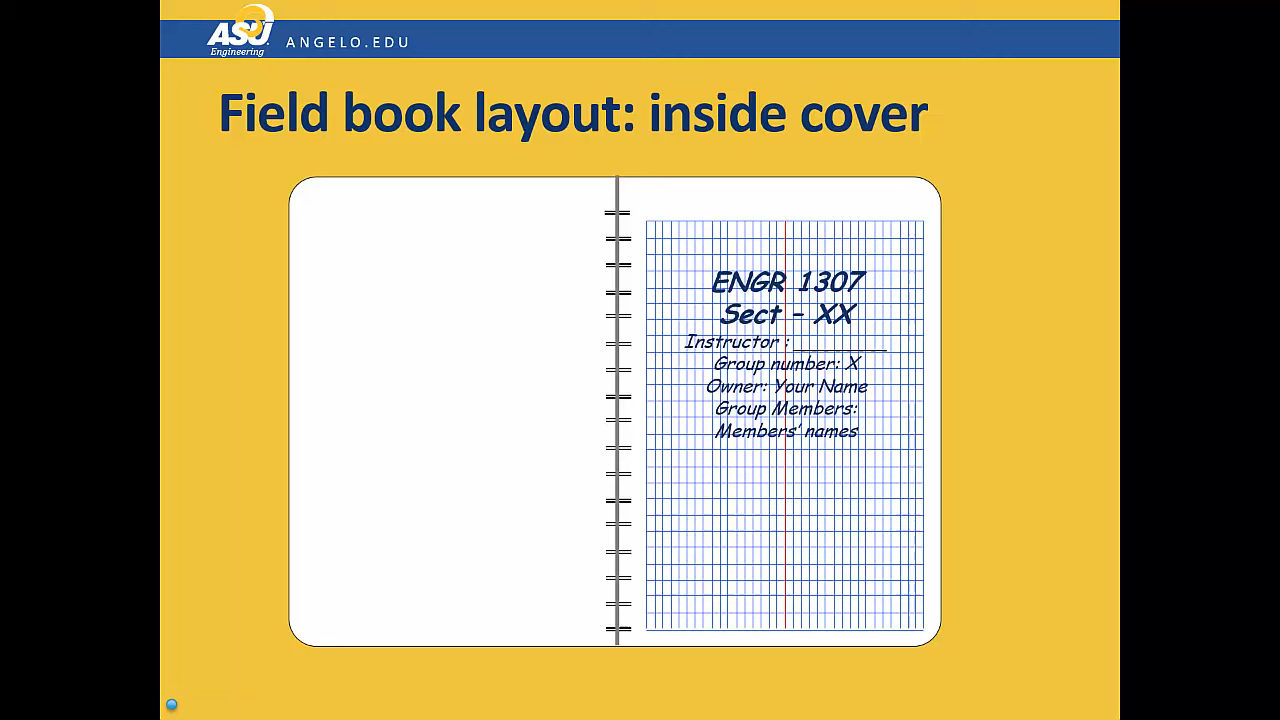 ASU
Engineering
ANGELO.EDU
Field book layout: inside cover
ENGR 1307
Sect - XX
Instructor : __________
Group number: X
Owner: Your Name
Group Members:
Members' names